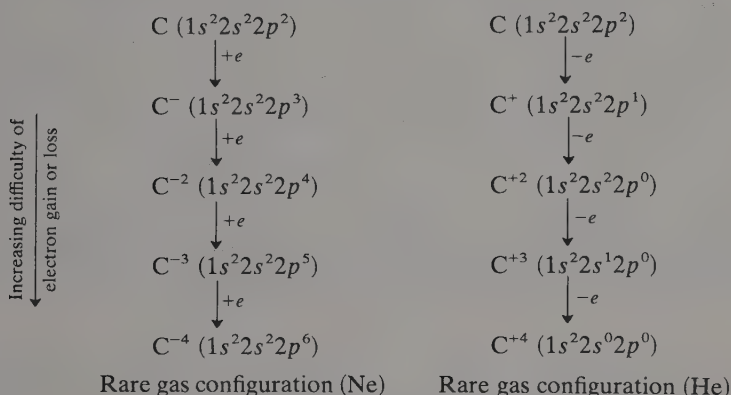 C (1s²2s²2p²) C (1s²2s²2p²)
+e −e
C⁻ (1s²2s²2p³) C⁺ (1s²2s²2p¹)
+e −e
C⁻² (1s²2s²2p⁴) C⁺² (1s²2s²2p⁰)
+e −e
C⁻³ (1s²2s²2p⁵) C⁺³ (1s²2s¹2p⁰)
+e −e
C⁻⁴ (1s²2s²2p⁶) C⁺⁴ (1s²2s⁰2p⁰)
Rare gas configuration (Ne) Rare gas configuration (He)
Increasing difficulty of
electron gain or loss